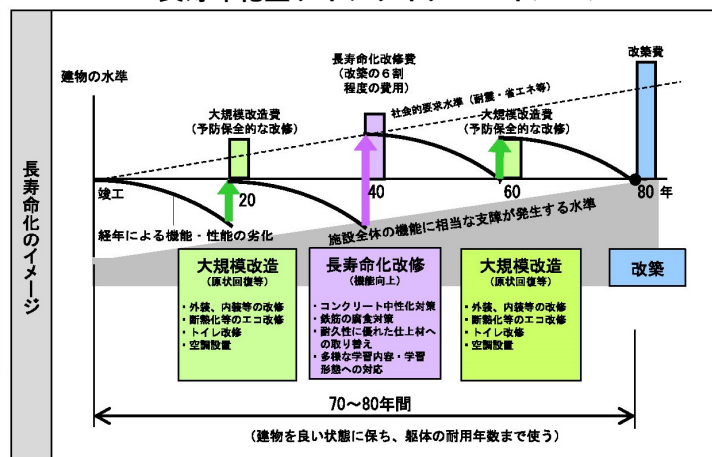 長寿命化のイメージ
建物の水準
長寿命化改修費
(改築の6割
程度の費用)
改築費
社会的要求水準(耐震・省エネ等)
大規模改造費
(予防保全的な改修)
大規模改造費
(予防保全的な改修)
竣工
20
40
60
80 年
経年による機能・性能の劣化
施設全体の機能に相当な支障が発生する水準
大規模改造
(原状回復等)
・外装、内装等の改修
・断熱化等のエコ改修
・トイレ改修
・空調設置
長寿命化改修
(機能向上)
・コンクリート中性化対策
・鉄筋の腐食対策
・耐久性に優れた仕上材へ
の取り替え
・多様な学習内容・学習
形態への対応
大規模改造
(原状回復等)
・外装、内装等の改修
・断熱化等のエコ改修
・トイレ改修
・空調設置
改築
70~80年間
(建物を良い状態に保ち、躯体の耐用年数まで使う)